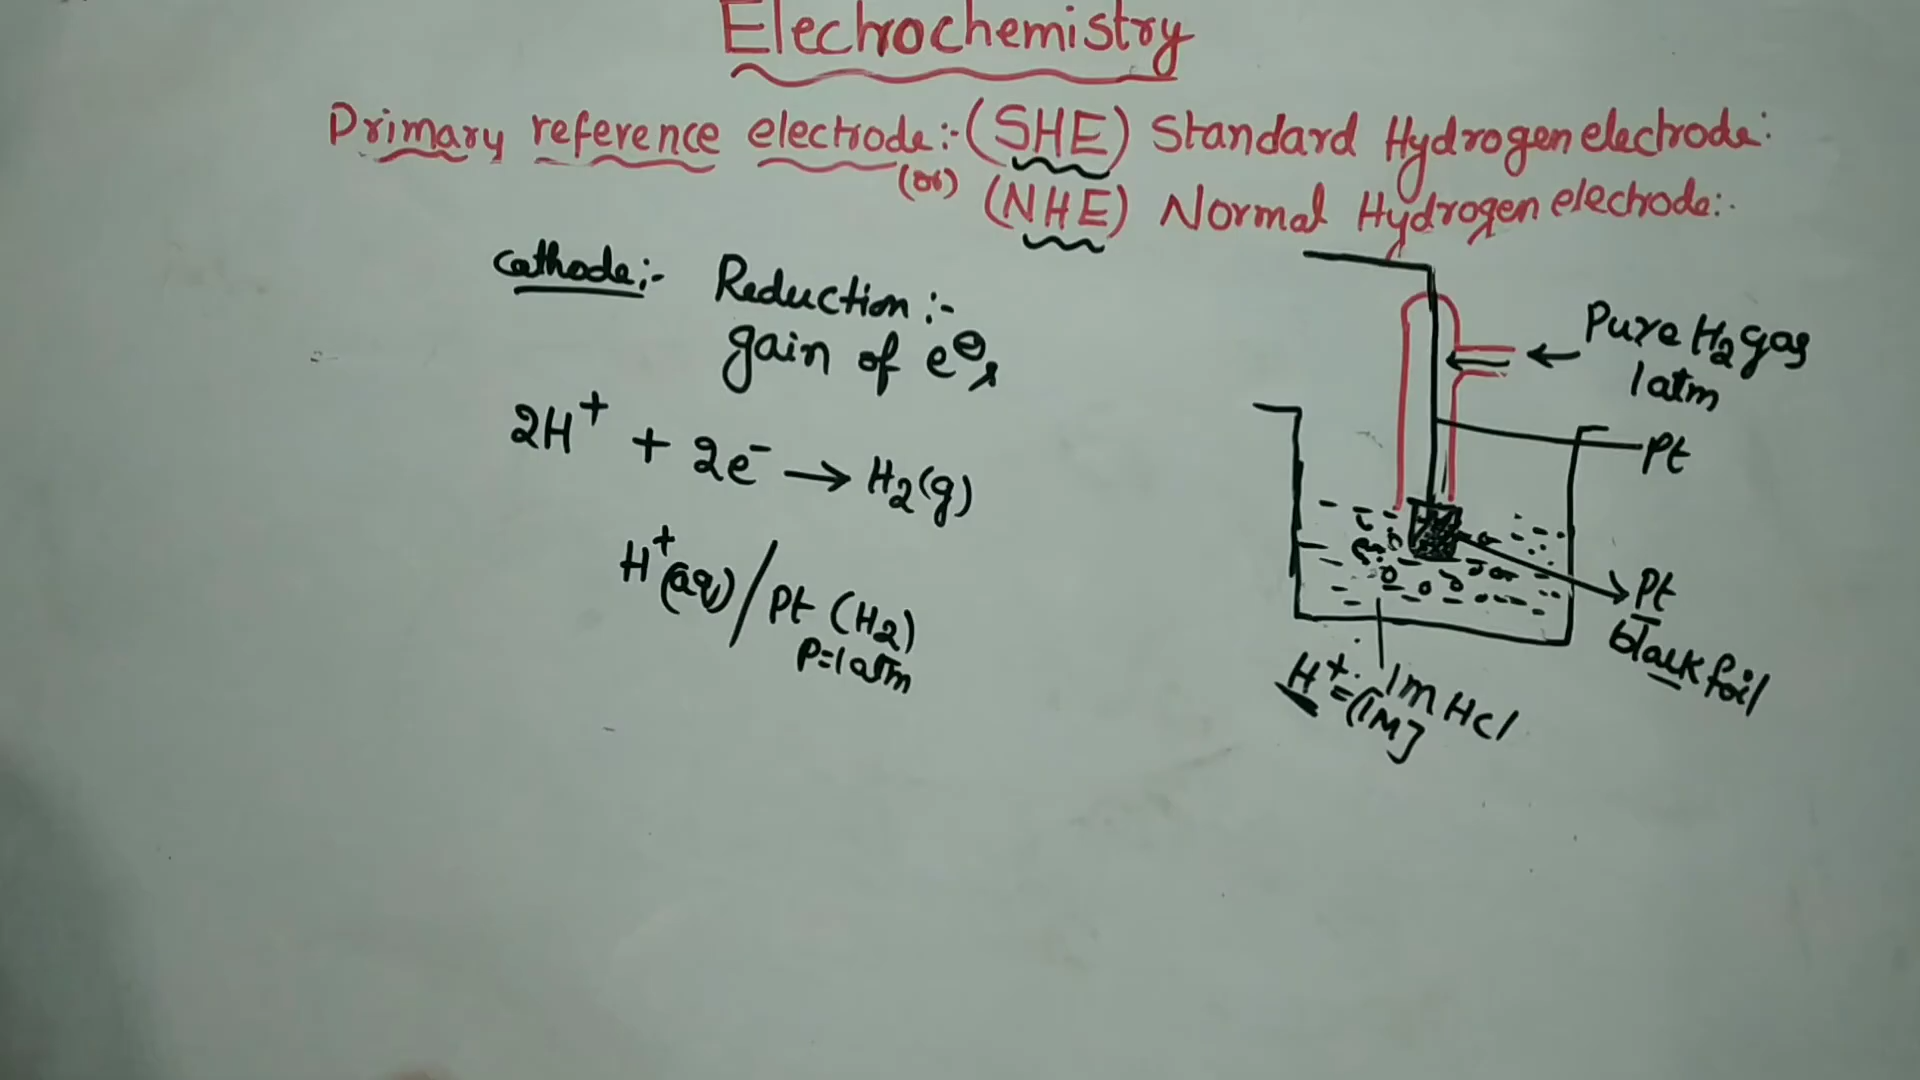 Electrochemistry
Primary reference electrode:- (SHE) Standard Hydrogen electrode:
(or) (NHE) Normal Hydrogen electrode:-
Cathode:- Reduction:-
gain of e⊖s
2H⁺ + 2e⁻ → H₂(g)
H⁺(aq) / Pt (H₂)
P=1atm
← Pure H₂ gas
1atm
Pt
Pt
black foil
1M HCl
H⁺ = [1M]